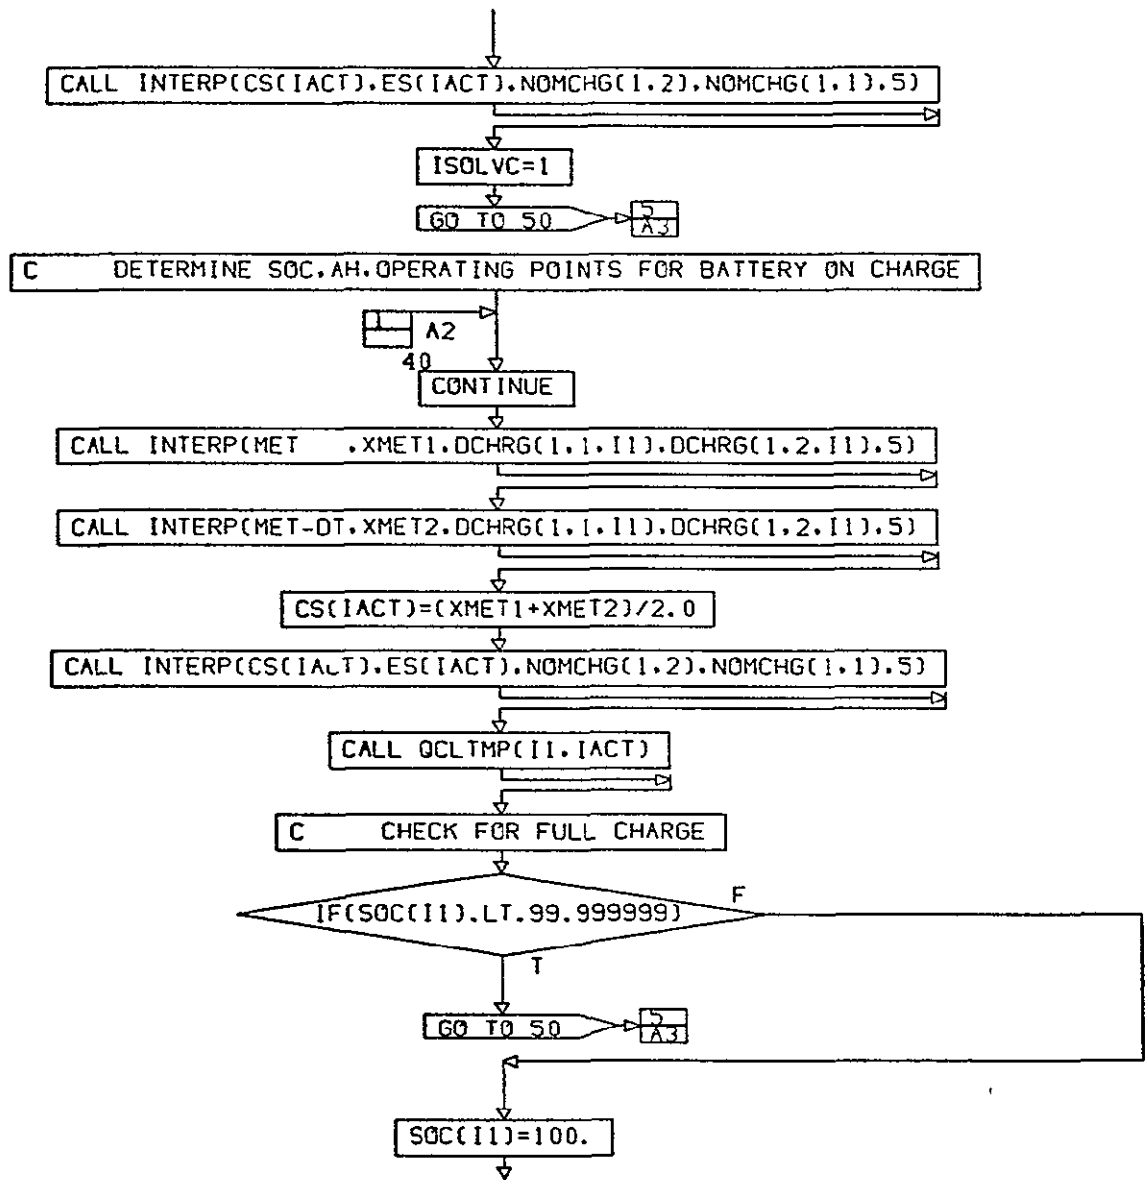 CALL INTERP(CS(IACT).ES(IACT).NOMCHG(1.2).NOMCHG(1.1).5)
ISOLVC=1
GO TO 50
5
A3
C DETERMINE SOC.AH.OPERATING POINTS FOR BATTERY ON CHARGE
1
A2
40
CONTINUE
CALL INTERP(MET .XMET1.DCHRG(1.1.I1).DCHRG(1.2.I1).5)
CALL INTERP(MET-DT.XMET2.DCHRG(1.1.I1).DCHRG(1.2.I1).5)
CS(IACT)=(XMET1+XMET2)/2.0
CALL INTERP(CS(IACT).ES(IACT).NOMCHG(1.2).NOMCHG(1.1).5)
CALL QCLTMP(I1.IACT)
C CHECK FOR FULL CHARGE
IF(SOC(I1).LT.99.999999)
F
T
GO TO 50
5
A3
SOC(I1)=100.